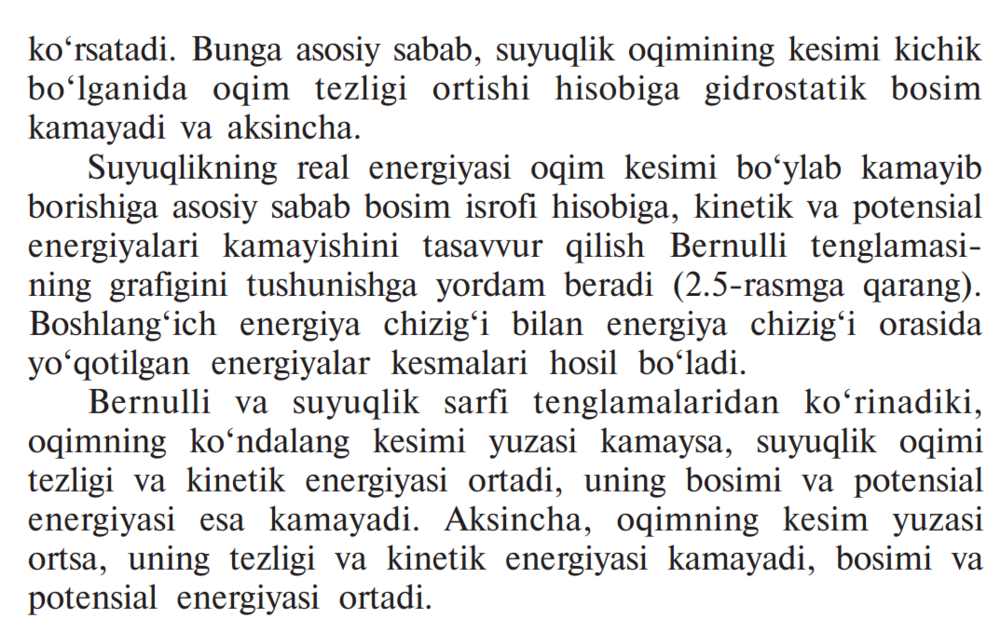 ko‘rsatadi. Bunga asosiy sabab, suyuqlik oqimining kesimi kichik
bo‘lganida oqim tezligi ortishi hisobiga gidrostatik bosim
kamayadi va aksincha.
Suyuqlikning real energiyasi oqim kesimi bo‘ylab kamayib
borishiga asosiy sabab bosim isrofi hisobiga, kinetik va potensial
energiyalari kamayishini tasavvur qilish Bernulli tenglamasi-
ning grafigini tushunishga yordam beradi (2.5-rasmga qarang).
Boshlang‘ich energiya chizig‘i bilan energiya chizig‘i orasida
yo‘qotilgan energiyalar kesmalari hosil bo‘ladi.
Bernulli va suyuqlik sarfi tenglamalaridan ko‘rinadiki,
oqimning ko‘ndalang kesimi yuzasi kamaysa, suyuqlik oqimi
tezligi va kinetik energiyasi ortadi, uning bosimi va potensial
energiyasi esa kamayadi. Aksincha, oqimning kesim yuzasi
ortsa, uning tezligi va kinetik energiyasi kamayadi, bosimi va
potensial energiyasi ortadi.